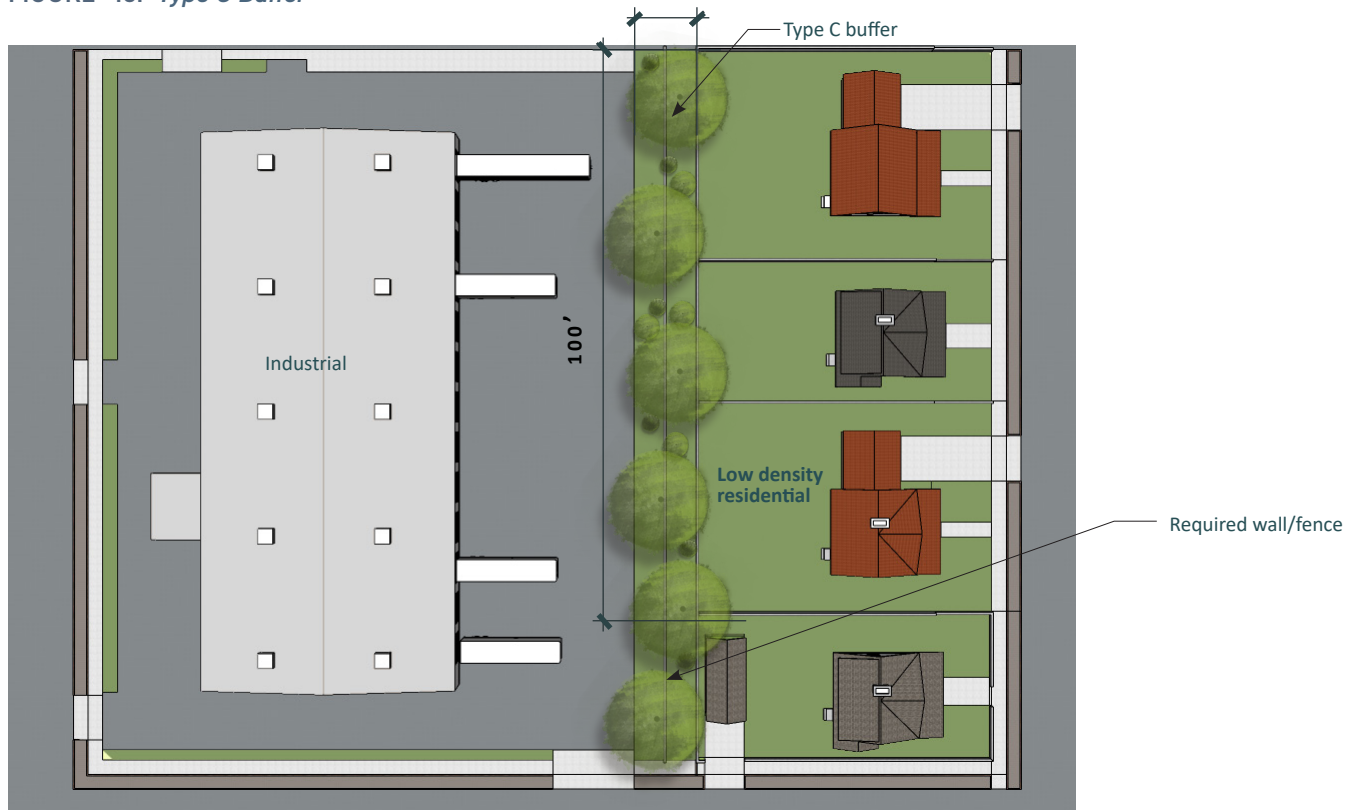 Type C buffer
100'
Industrial
Low density
residential
Required wall/fence